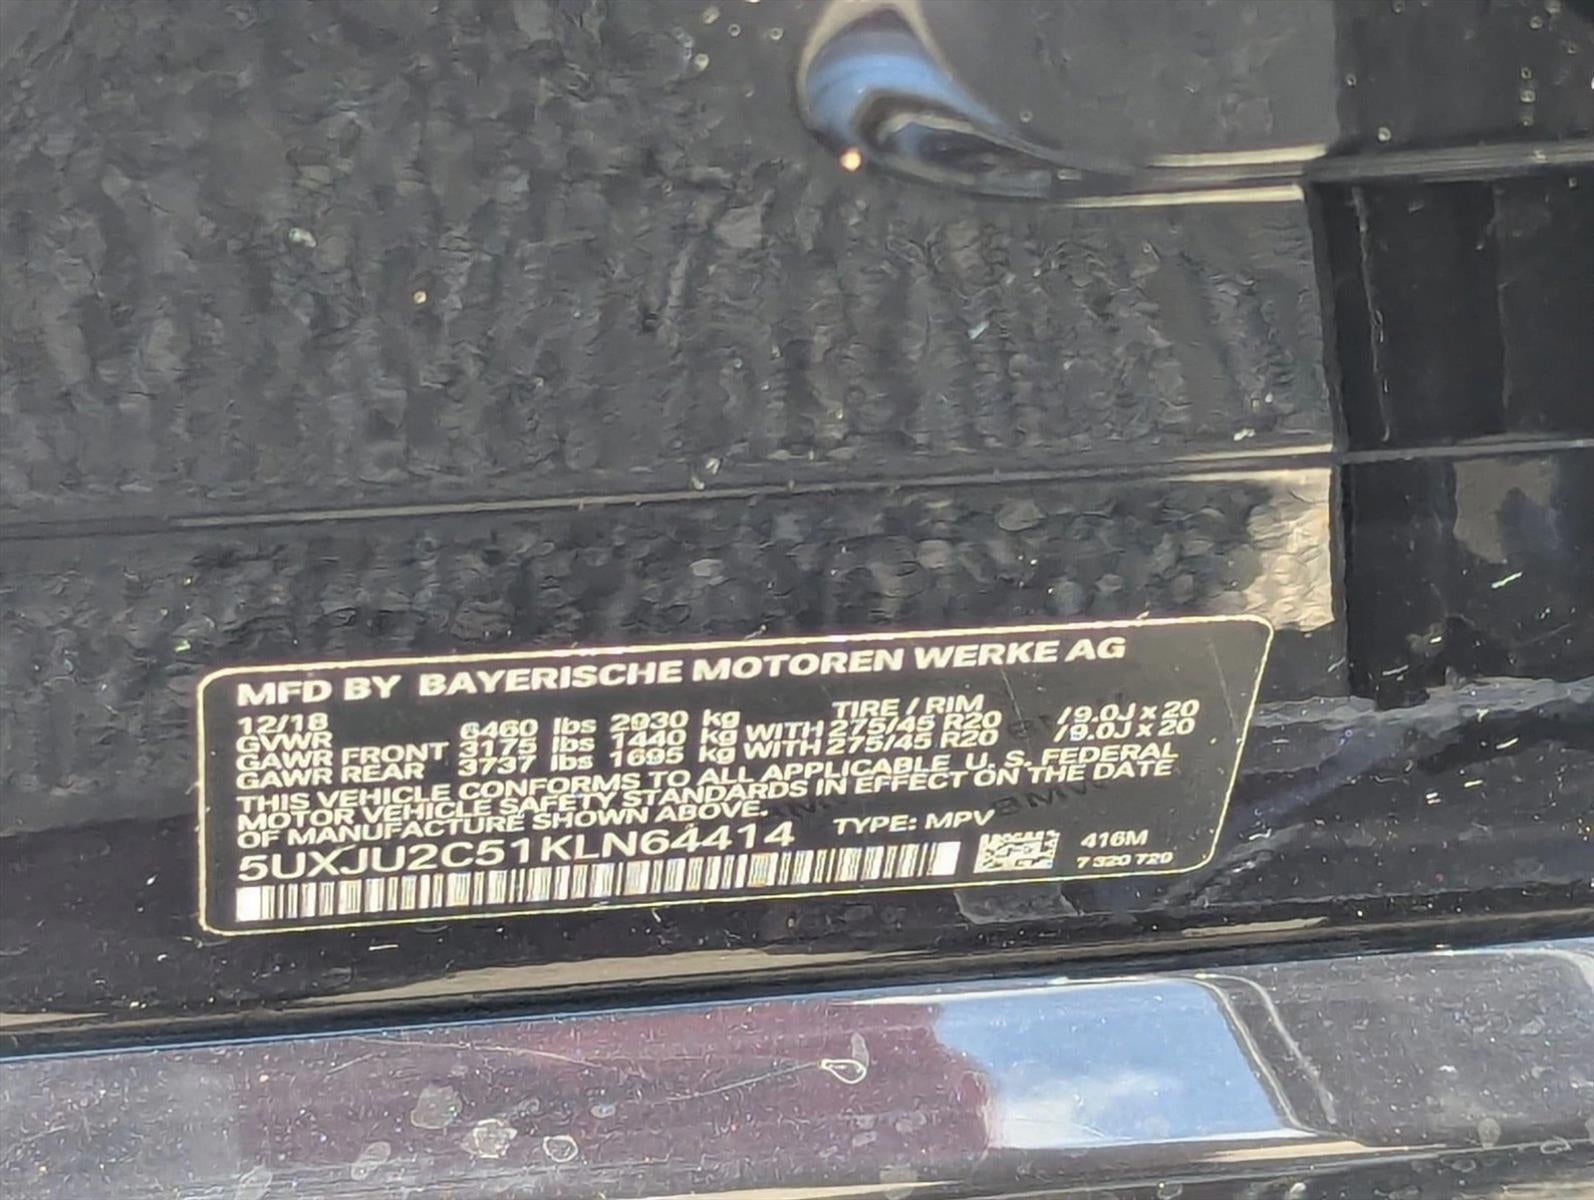 MFD BY BAYERISCHE MOTOREN WERKE AG
12/18 TIRE / RIM
GVWR 6460 lbs 2930 kg
GAWR FRONT 3175 lbs 1440 kg WITH 275/45 R20 / 9.0J x 20
GAWR REAR 3737 lbs 1695 kg WITH 275/45 R20 / 9.0J x 20
THIS VEHICLE CONFORMS TO ALL APPLICABLE U. S. FEDERAL
MOTOR VEHICLE SAFETY STANDARDS IN EFFECT ON THE DATE
OF MANUFACTURE SHOWN ABOVE.
5UXJU2C51KLN64414 TYPE: MPV
416M
7 320 720